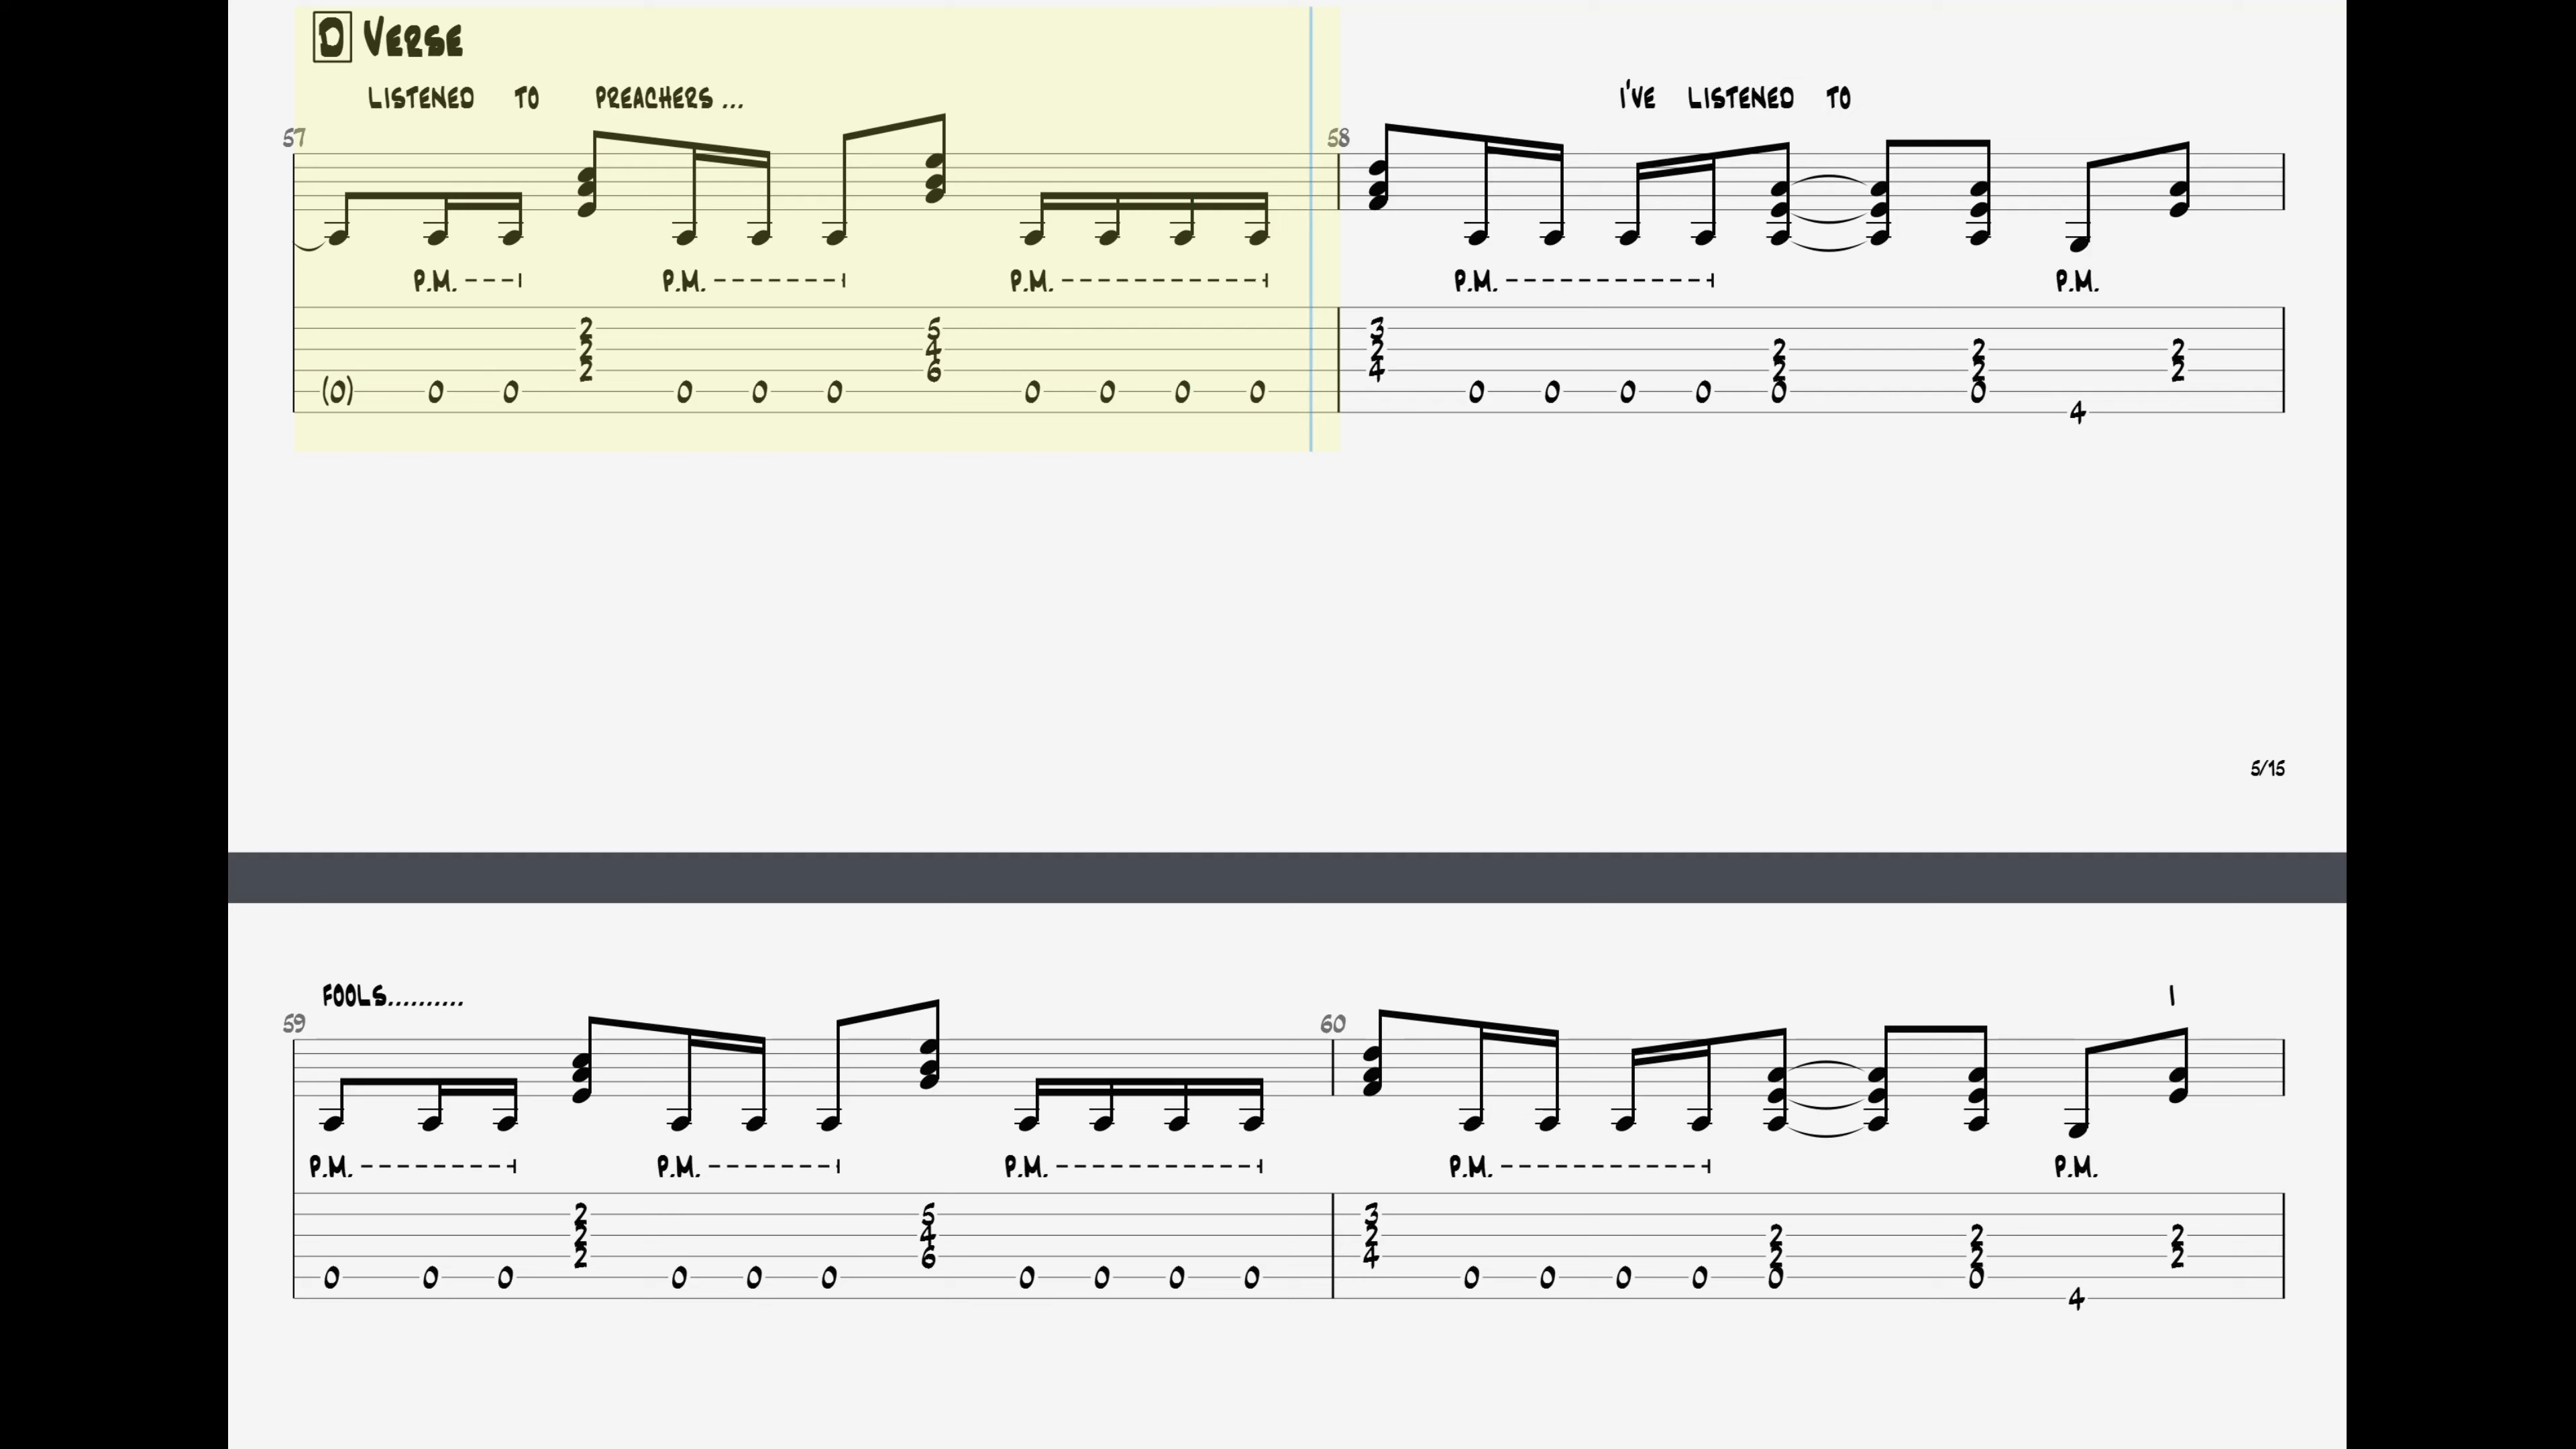 D VERSE
LISTENED TO PREACHERS ... I'VE LISTENED TO
57 58
P.M. P.M. P.M. P.M. P.M.
2 5 3
2 4 2 2 2 2
2 6 4 2 2 2
(0) 0 0 0 0 0 0 0 0 0 0 0 0 0 0 0
4
5/15
FOOLS.......... I
59 60
P.M. P.M. P.M. P.M. P.M.
2 5 3
2 4 2 2 2 2
2 6 4 2 2 2
0 0 0 0 0 0 0 0 0 0 0 0 0 0 0 0
4